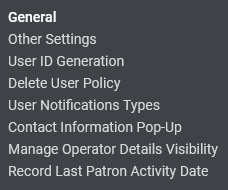 General
Other Settings
User ID Generation
Delete User Policy
User Notifications Types
Contact Information Pop-Up
Manage Operator Details Visibility
Record Last Patron Activity Date